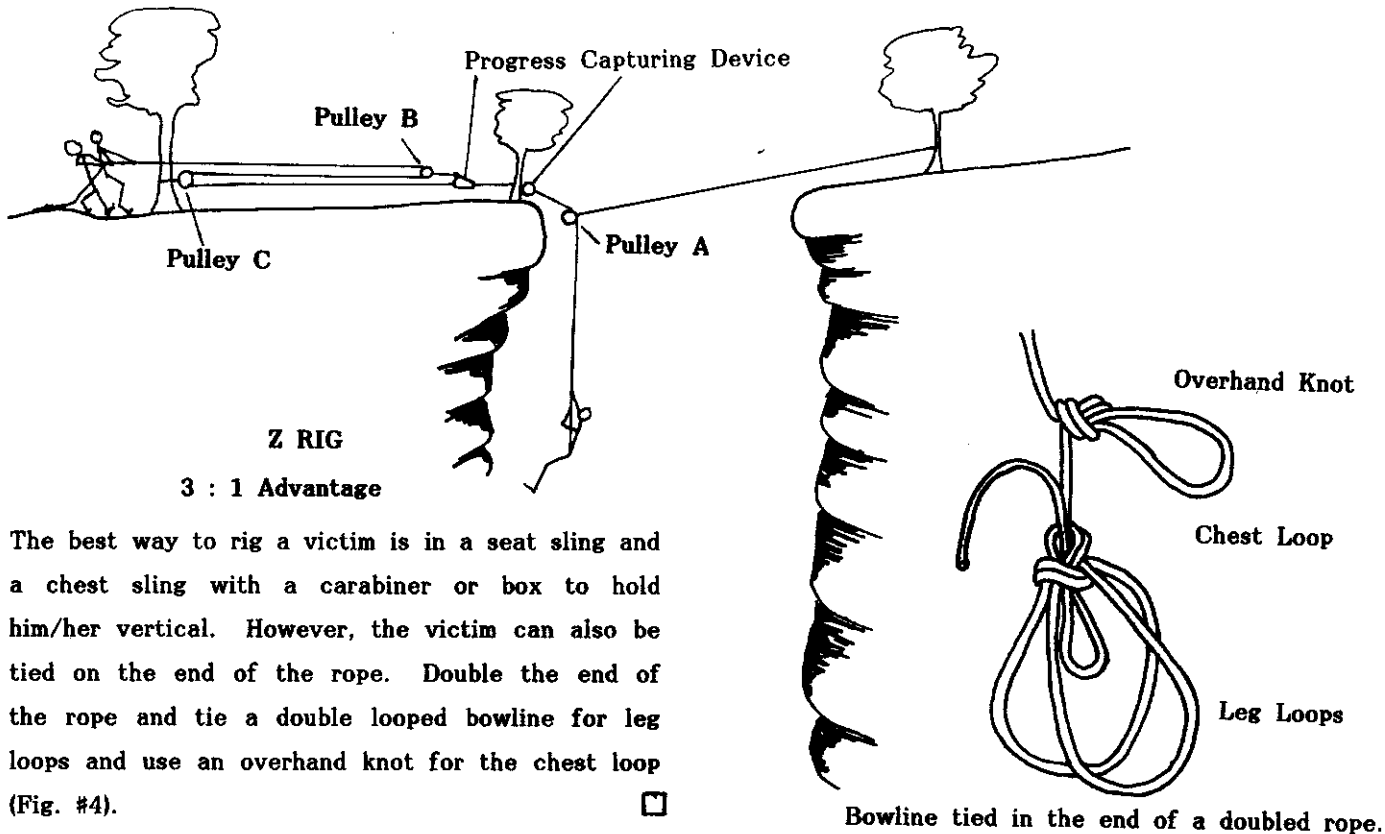 Progress Capturing Device
Pulley B
Pulley C
Pulley A
Z RIG
3 : 1 Advantage
The best way to rig a victim is in a seat sling and
a chest sling with a carabiner or box to hold
him/her vertical. However, the victim can also be
tied on the end of the rope. Double the end of
the rope and tie a double looped bowline for leg
loops and use an overhand knot for the chest loop
(Fig. #4).
Overhand Knot
Chest Loop
Leg Loops
Bowline tied in the end of a doubled rope.